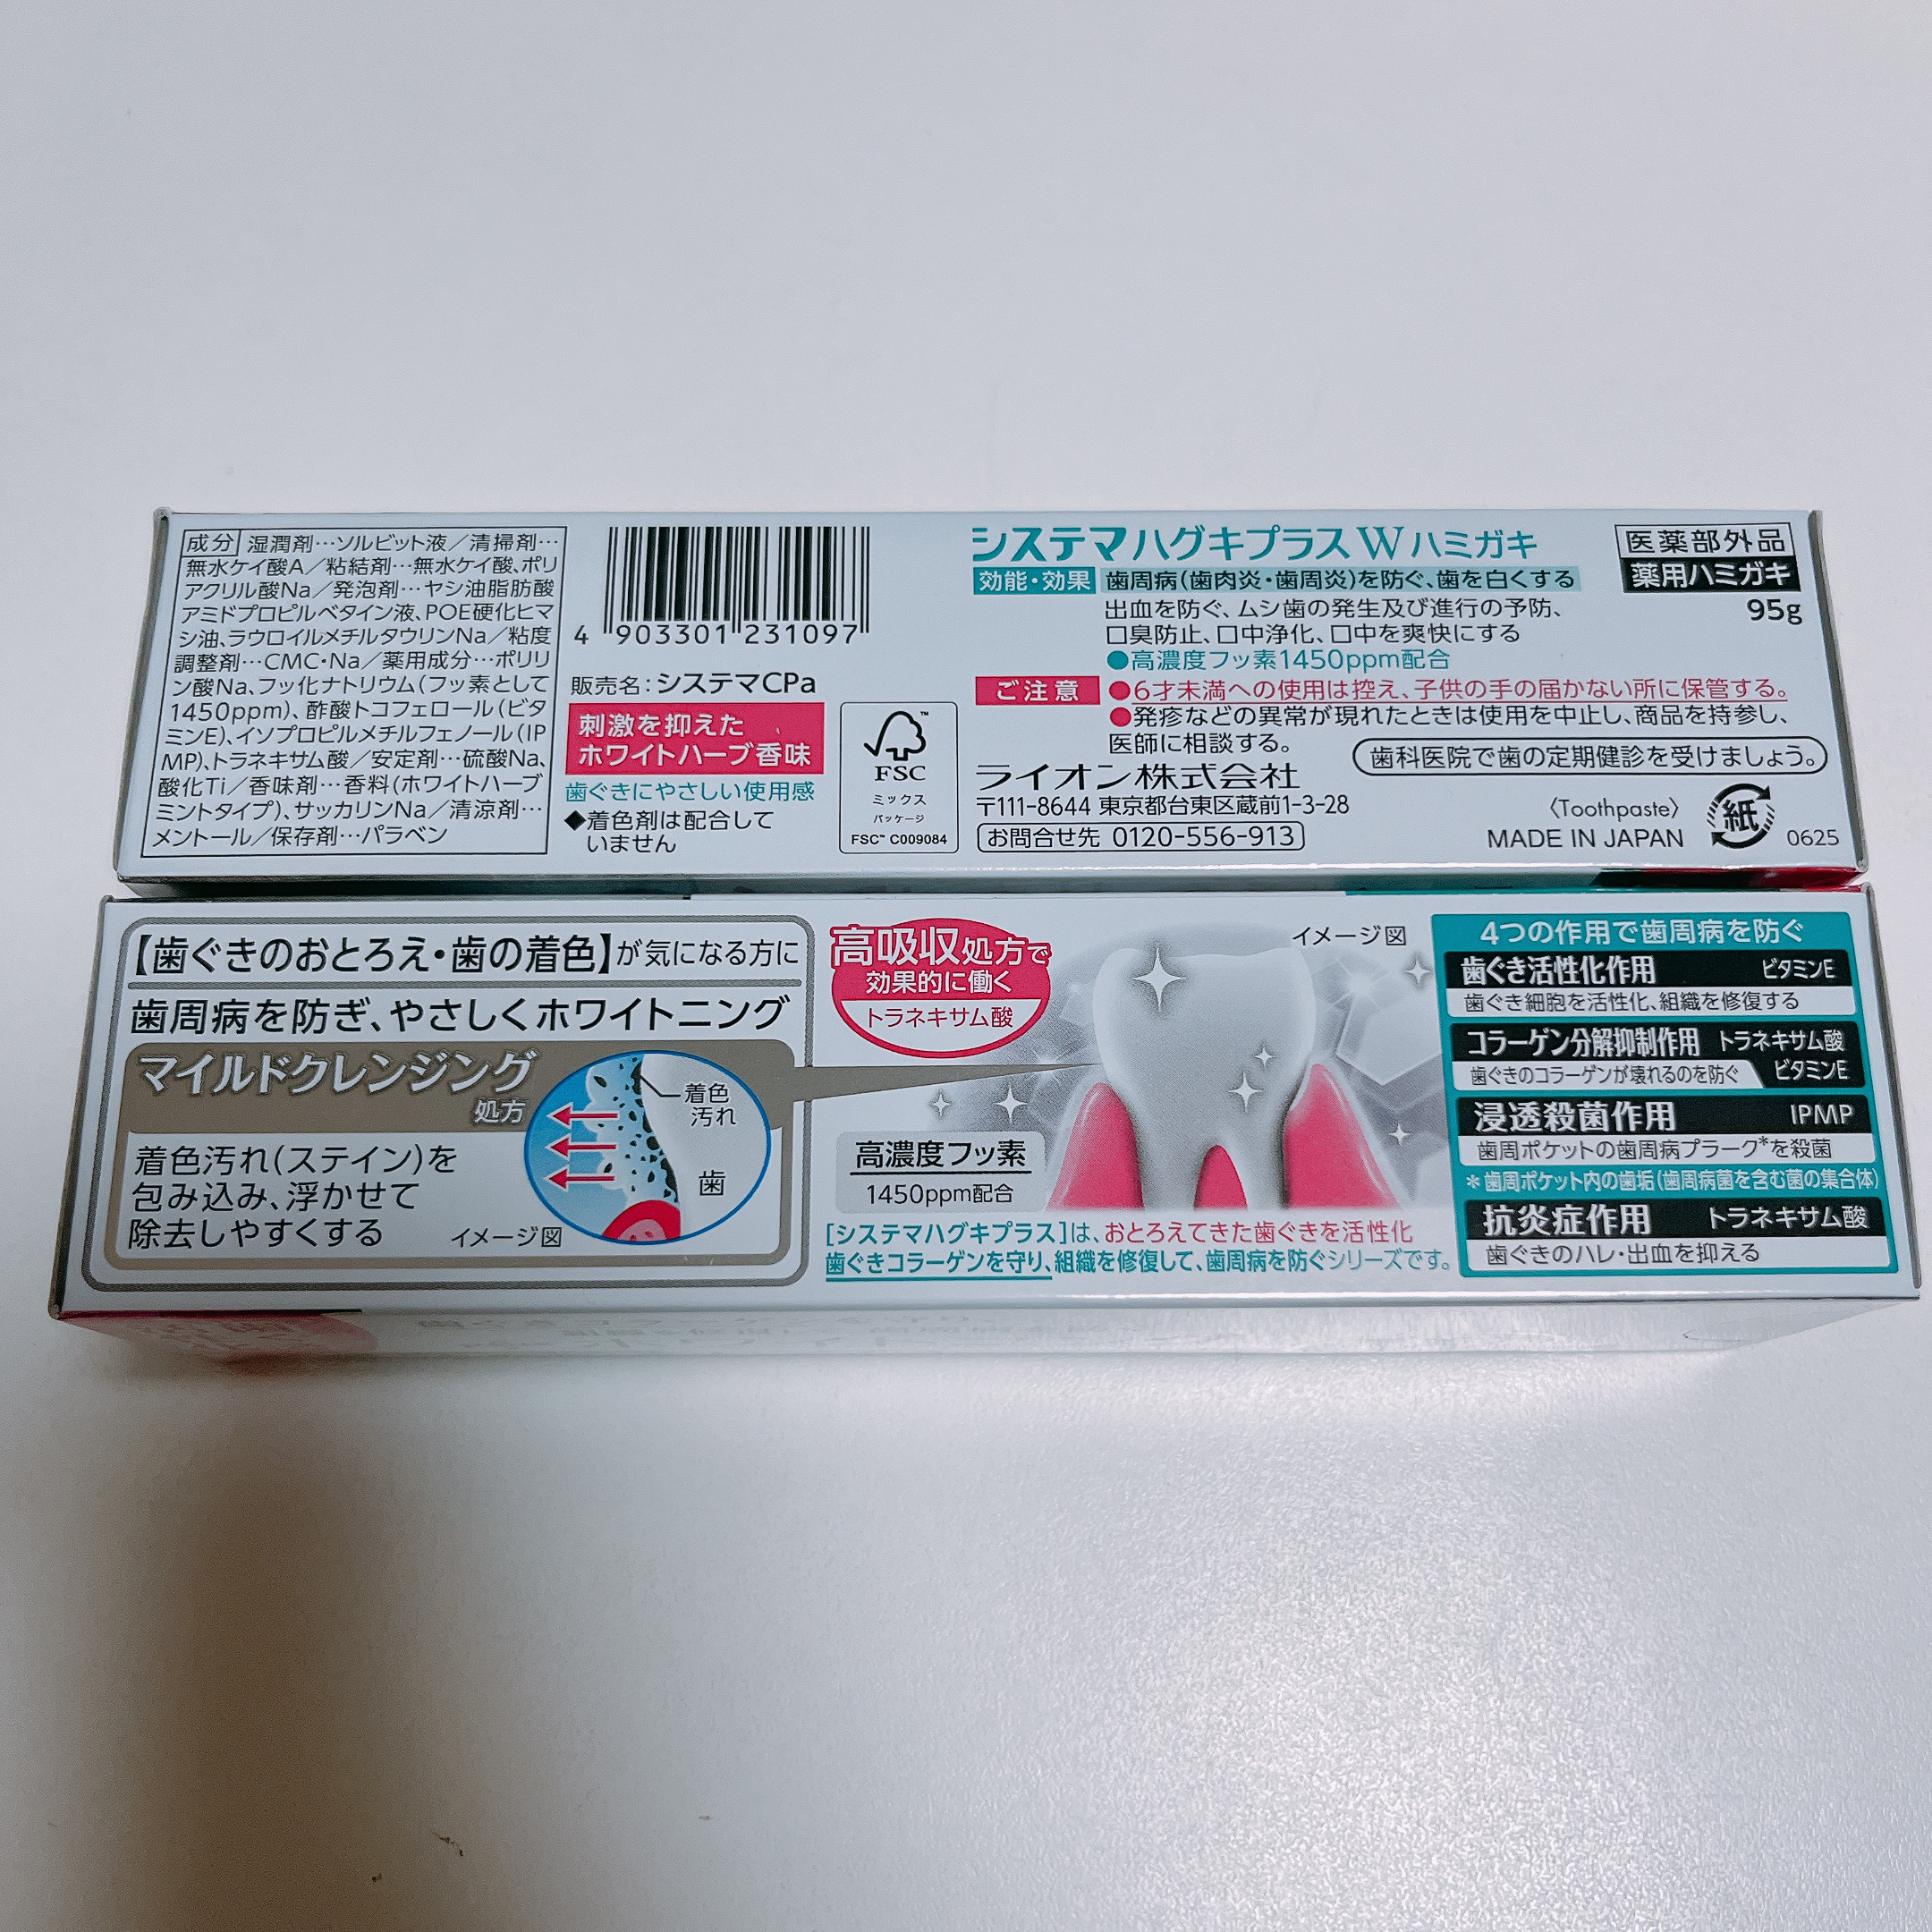 成分 湿潤剤…ソルビット液／清掃剤…
無水ケイ酸A／粘結剤…無水ケイ酸、ポリ
アクリル酸Na／発泡剤…ヤシ油脂肪酸
アミドプロピルベタイン液、POE硬化ヒマ
シ油、ラウロイルメチルタウリンNa／粘度
調整剤…CMC・Na／薬用成分…ポリリ
ン酸Na、フッ化ナトリウム(フッ素として
1450ppm)、酢酸トコフェロール(ビタ
ミンE)、イソプロピルメチルフェノール(IP
MP)、トラネキサム酸／安定剤…硫酸Na、
酸化Ti／香味剤…香料(ホワイトハーブ
ミントタイプ)、サッカリンNa／清涼剤…
メントール／保存剤…パラベン
4 903301 231097
販売名：システマCPa
刺激を抑えた
ホワイトハーブ香味
歯ぐきにやさしい使用感
◆着色剤は配合して
いません
FSC™
ミックス
パッケージ
FSC™ C009084
システマハグキプラスWハミガキ
効能・効果 歯周病(歯肉炎・歯周炎)を防ぐ、歯を白くする
出血を防ぐ、ムシ歯の発生及び進行の予防、
口臭防止、口中浄化、口中を爽快にする
●高濃度フッ素1450ppm配合
ご注意 ●6才未満への使用は控え、子供の手の届かない所に保管する。
●発疹などの異常が現れたときは使用を中止し、商品を持参し、
医師に相談する。
歯科医院で歯の定期健診を受けましょう。
ライオン株式会社
〒111-8644 東京都台東区蔵前1-3-28
お問合せ先 0120-556-913
医薬部外品
薬用ハミガキ
95g
〈Toothpaste〉
MADE IN JAPAN
紙
0625
【歯ぐきのおとろえ・歯の着色】が気になる方に
歯周病を防ぎ、やさしくホワイトニング
マイルドクレンジング
処方
着色汚れ(ステイン)を
包み込み、浮かせて
除去しやすくする
イメージ図
着色
汚れ
歯
高吸収処方で
効果的に働く
トラネキサム酸
イメージ図
高濃度フッ素
1450ppm配合
[システマハグキプラス]は、おとろえてきた歯ぐきを活性化
歯ぐきコラーゲンを守り、組織を修復して、歯周病を防ぐシリーズです。
4つの作用で歯周病を防ぐ
歯ぐき活性化作用 ビタミンE
歯ぐき細胞を活性化、組織を修復する
コラーゲン分解抑制作用 トラネキサム酸
歯ぐきのコラーゲンが壊れるのを防ぐ ビタミンE
浸透殺菌作用 IPMP
歯周ポケットの歯周病プラーク*を殺菌
*歯周ポケット内の歯垢(歯周病菌を含む菌の集合体)
抗炎症作用 トラネキサム酸
歯ぐきのハレ・出血を抑える